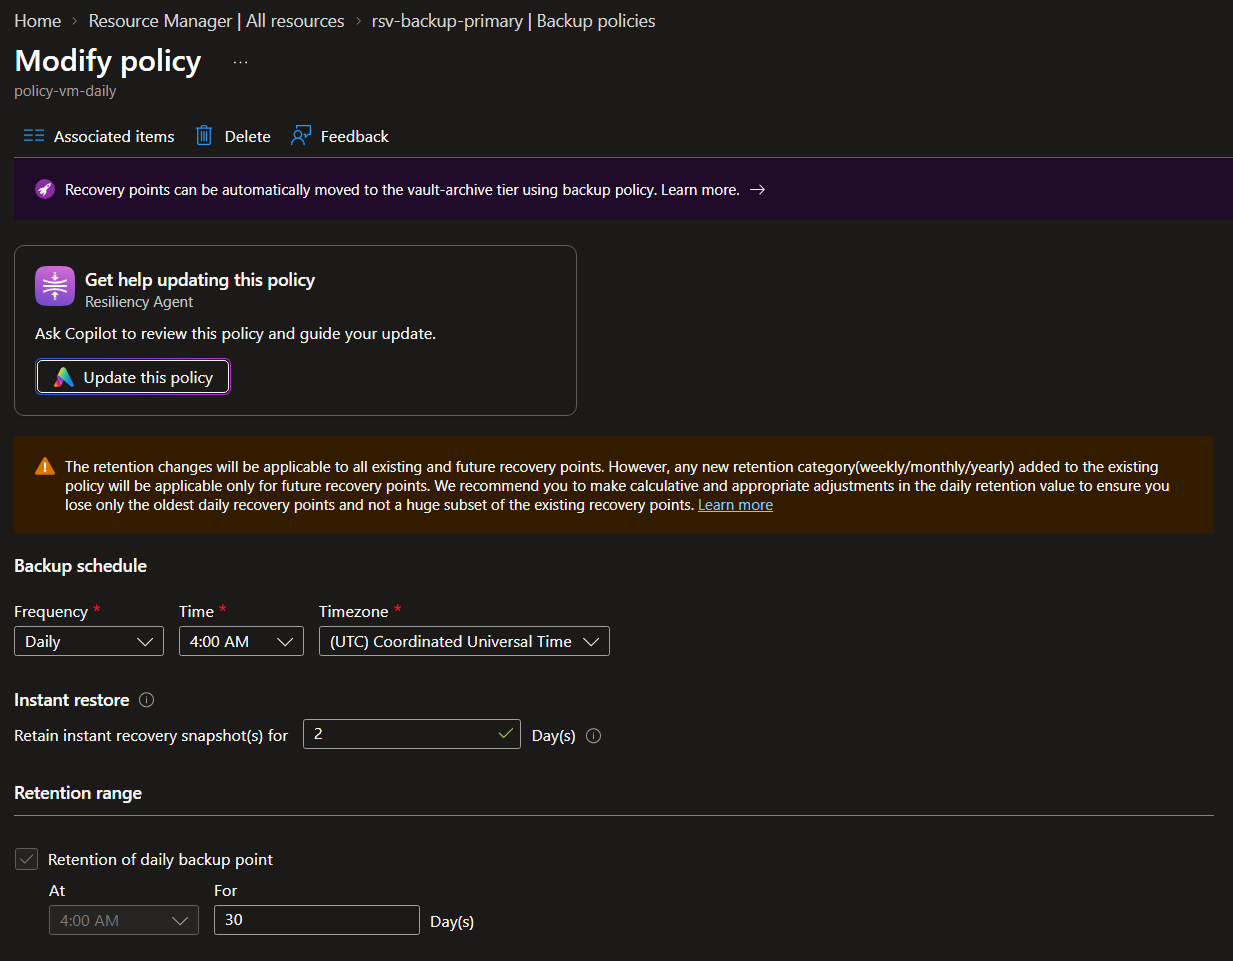 Home > Resource Manager | All resources > rsv-backup-primary | Backup policies
Modify policy ...
policy-vm-daily
Associated items Delete Feedback
Recovery points can be automatically moved to the vault-archive tier using backup policy. Learn more. →
Get help updating this policy
Resiliency Agent
Ask Copilot to review this policy and guide your update.
Update this policy
The retention changes will be applicable to all existing and future recovery points. However, any new retention category(weekly/monthly/yearly) added to the existing
policy will be applicable only for future recovery points. We recommend you to make calculative and appropriate adjustments in the daily retention value to ensure you
lose only the oldest daily recovery points and not a huge subset of the existing recovery points. Learn more
Backup schedule
Frequency * Time * Timezone *
Daily 4:00 AM (UTC) Coordinated Universal Time
Instant restore
Retain instant recovery snapshot(s) for 2 Day(s)
Retention range
Retention of daily backup point
At For
4:00 AM 30 Day(s)